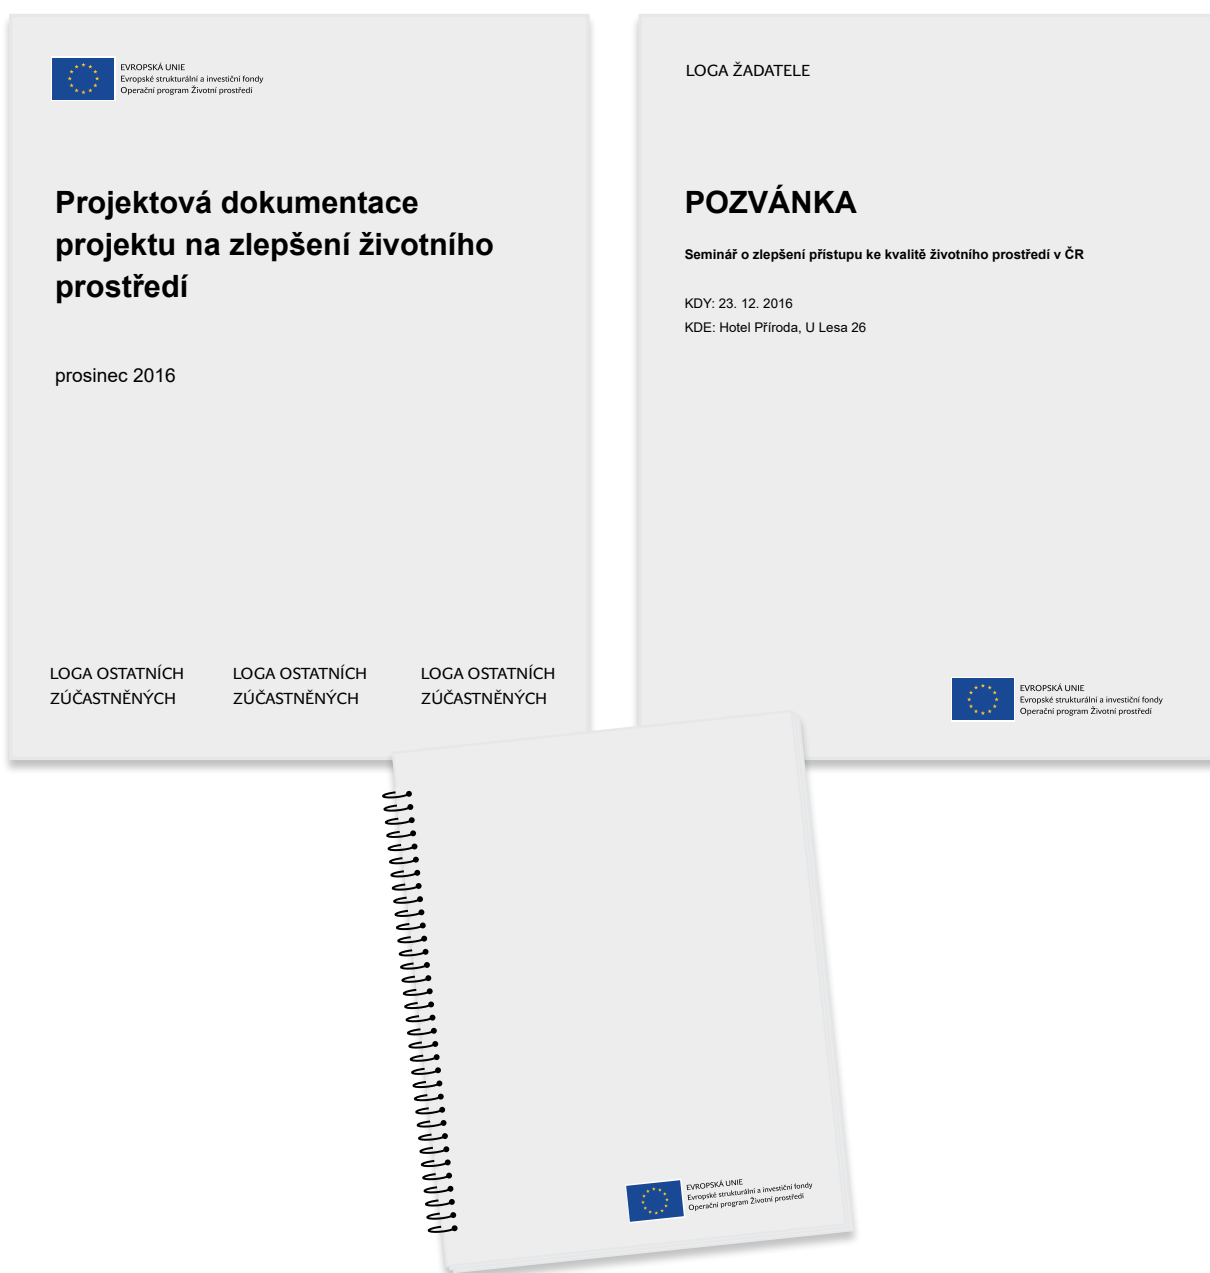 EVROPSKÁ UNIE
Evropské strukturální a investiční fondy
Operační program Životní prostředí
Projektová dokumentace
projektu na zlepšení životního
prostředí
prosinec 2016
LOGA OSTATNÍCH
ZÚČASTNĚNÝCH
LOGA OSTATNÍCH
ZÚČASTNĚNÝCH
LOGA OSTATNÍCH
ZÚČASTNĚNÝCH
LOGA ŽADATELE
POZVÁNKA
Seminář o zlepšení přístupu ke kvalitě životního prostředí v ČR
KDY: 23. 12. 2016
KDE: Hotel Příroda, U Lesa 26
EVROPSKÁ UNIE
Evropské strukturální a investiční fondy
Operační program Životní prostředí
EVROPSKÁ UNIE
Evropské strukturální a investiční fondy
Operační program Životní prostředí